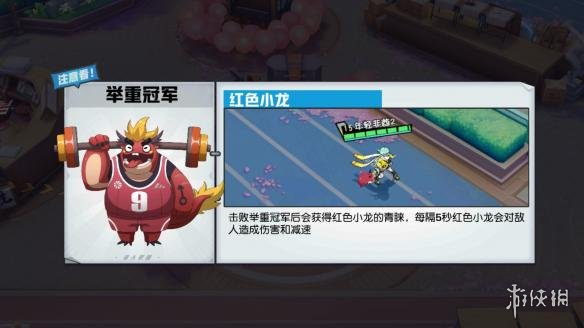 注意看！
举重冠军
9
红色小龙
15年轻非酋2
击败举重冠军后会获得红色小龙的青睐，每隔5秒红色小龙会对敌
人造成伤害和减速
游侠网